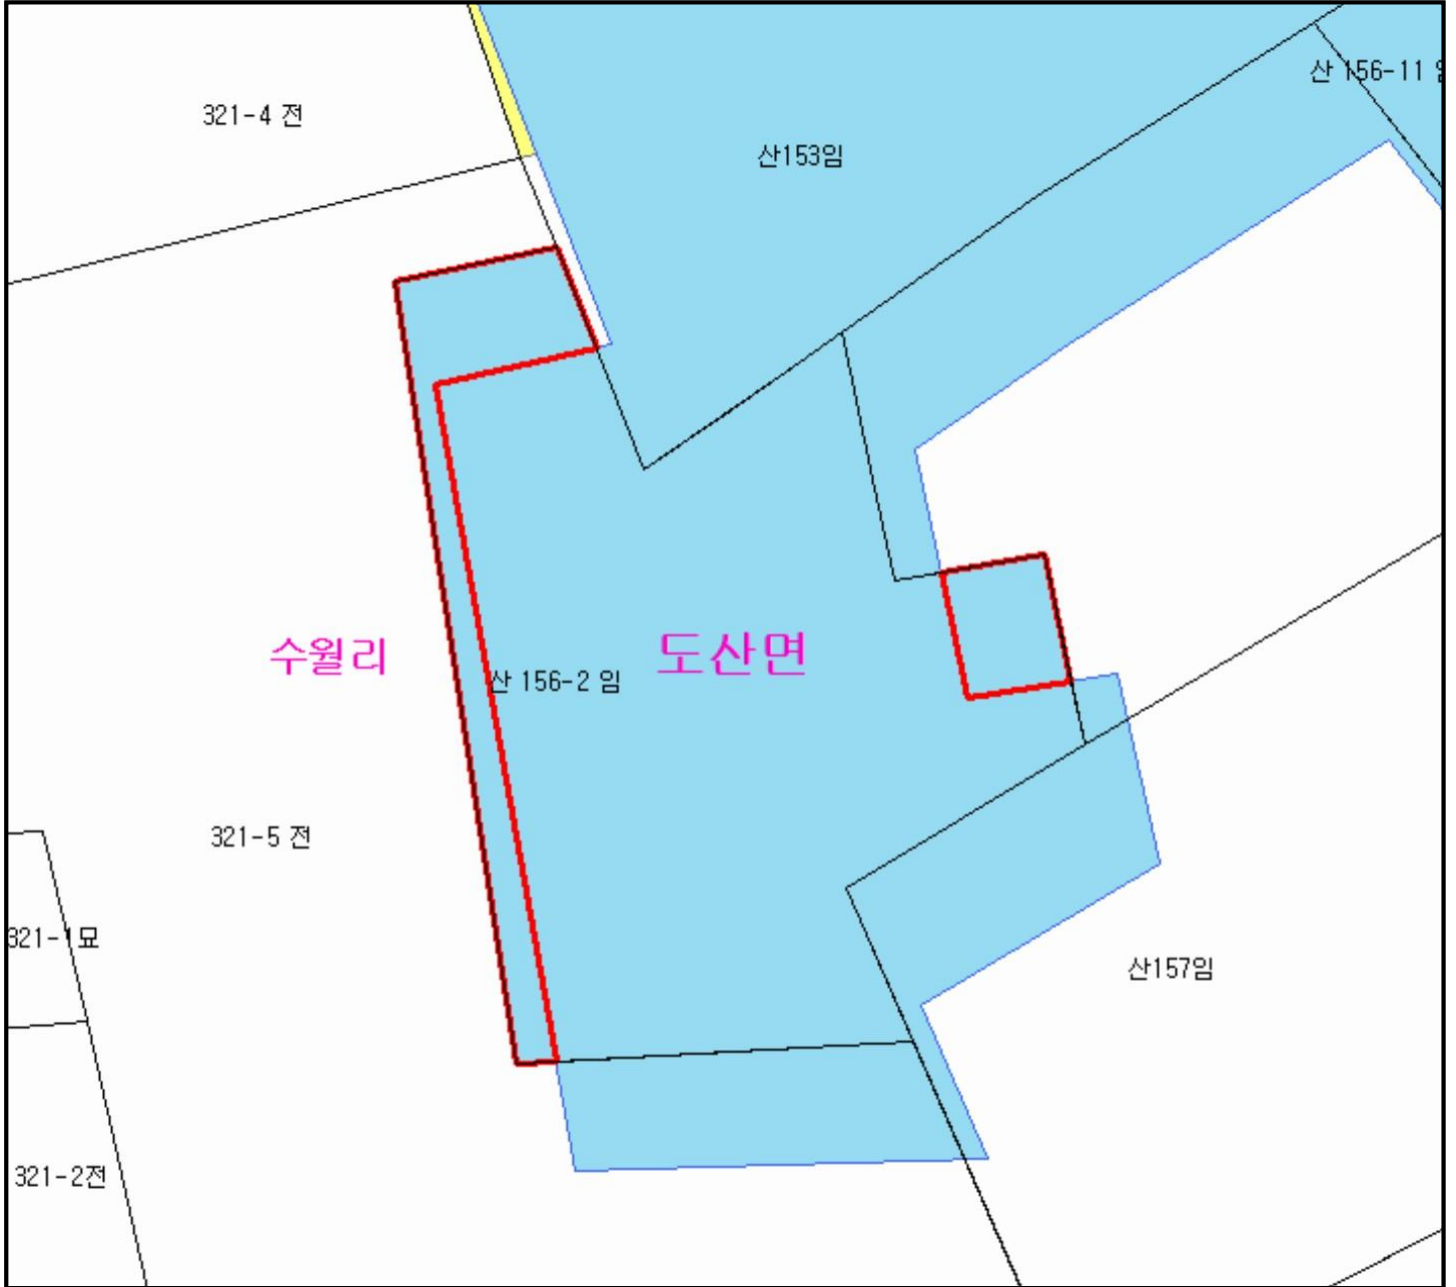 산 156-11
321-4 전
산153임
수월리
도산면
산 156-2 임
321-5 전
321-1묘
산157임
321-2전